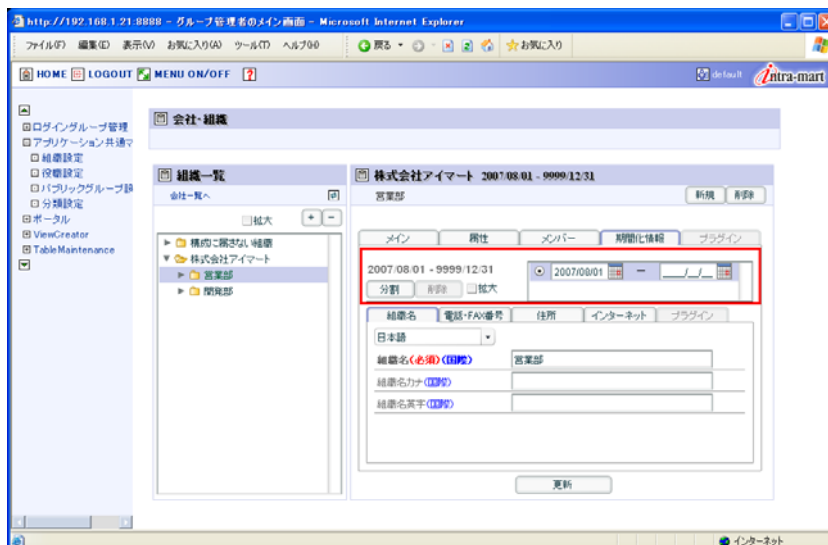 http://192.168.1.21:8888 - グループ管理者のメイン画面 - Microsoft Internet Explorer
ファイル(F) 編集(E) 表示(V) お気に入り(A) ツール(T) ヘルプ(H) 戻る お気に入り
HOME LOGOUT MENU ON/OFF ? default intra-mart
ログイングループ管理
アプリケーション共通マ
組織設定
役職設定
パブリックグループ設
分類設定
ポータル
ViewCreator
TableMaintenance
会社・組織
組織一覧
会社一覧へ
拡大 + -
構成に属さない組織
株式会社アイマート
営業部
開発部
株式会社アイマート 2007/08/01 - 9999/12/31
営業部 新規 削除
メイン 属性 メンバー 期間化情報 プラグイン
2007/08/01 - 9999/12/31
分割 削除 拡大
2007/08/01 - __/_/_
組織名 電話・FAX番号 住所 インターネット プラグイン
日本語
組織名(必須)(国際) 営業部
組織名カナ(国際)
組織名英字(国際)
更新
インターネット